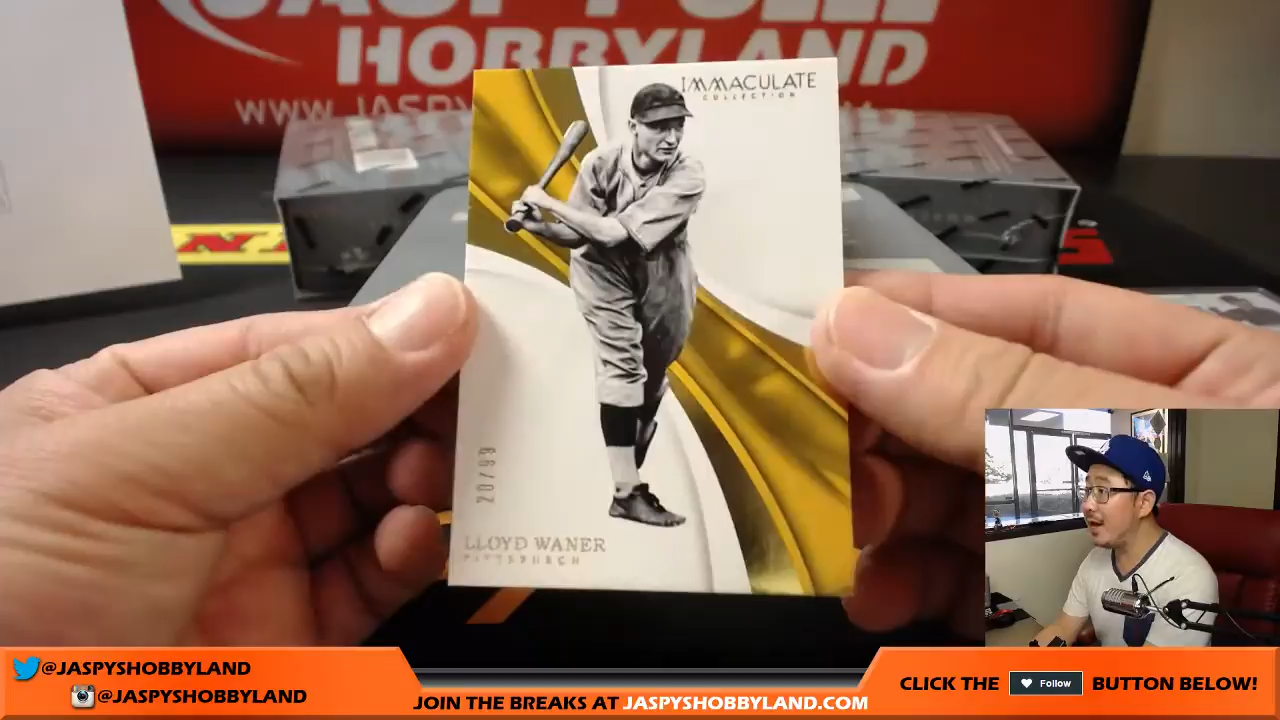 HOBBYLAND
IMMACULATE
COLLECTION
20/99
LLOYD WANER
PITTSBURGH
@JASPYSHOBBYLAND
@JASPYSHOBBYLAND
JOIN THE BREAKS AT JASPYSHOBBYLAND.COM
CLICK THE Follow BUTTON BELOW!